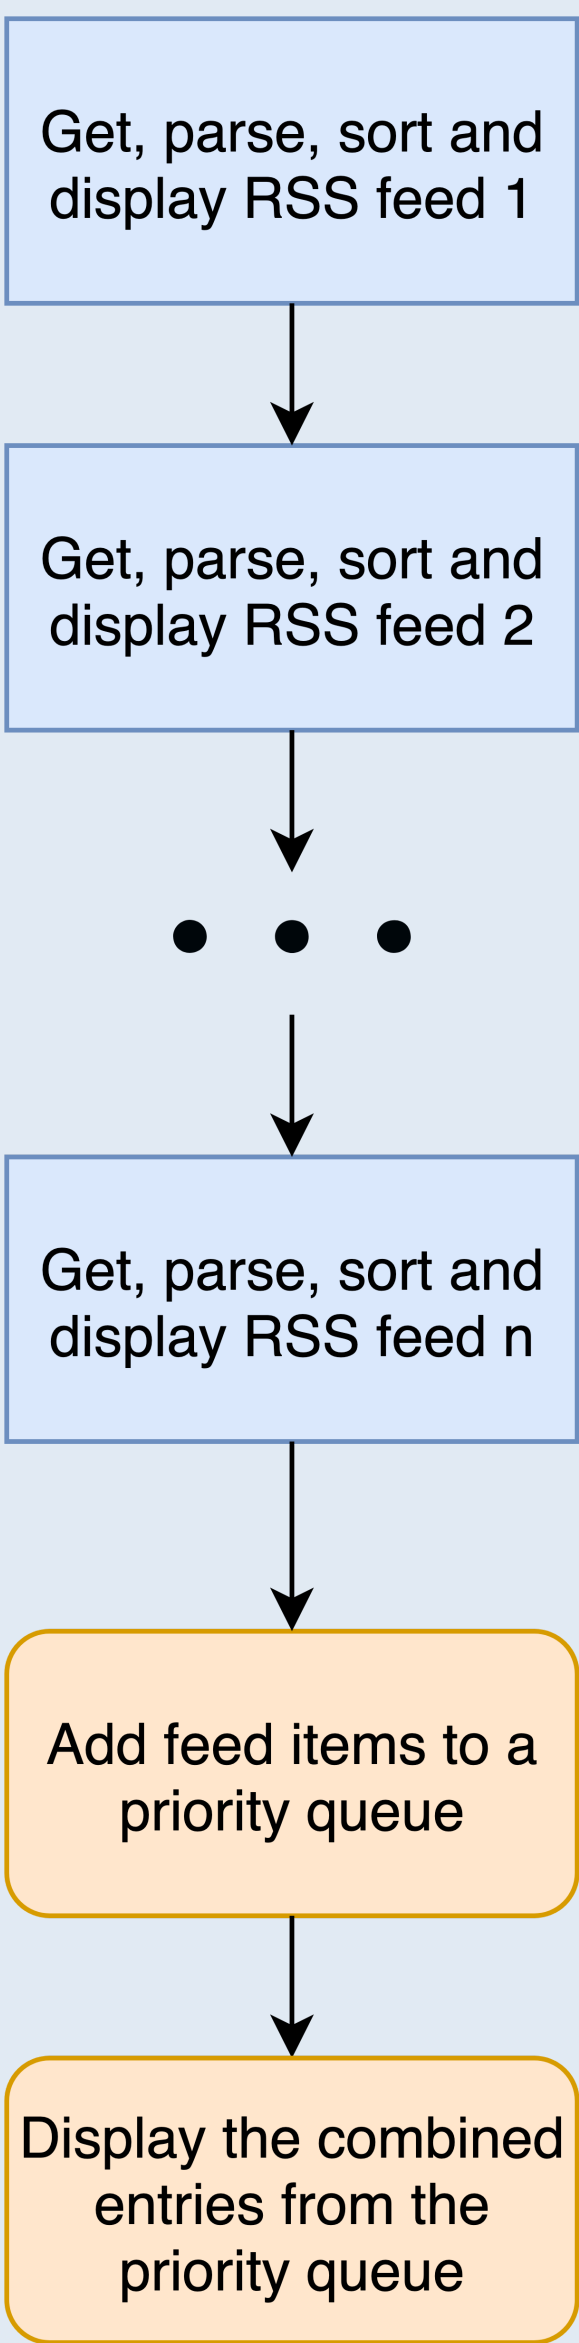 Get, parse, sort and
display RSS feed 1
Get, parse, sort and
display RSS feed 2
Get, parse, sort and
display RSS feed n
Add feed items to a
priority queue
Display the combined
entries from the
priority queue